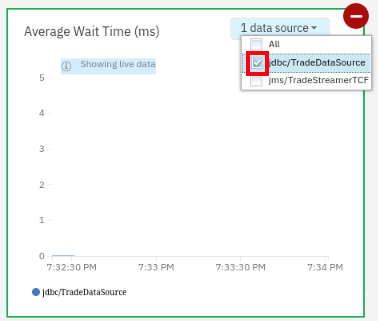 Average Wait Time (ms)
1 data source
All
jdbc/TradeDataSource
jms/TradeStreamerTCF
Showing live data
5
4
3
2
1
0
7:32:30 PM
7:33 PM
7:33:30 PM
7:34 PM
jdbc/TradeDataSource